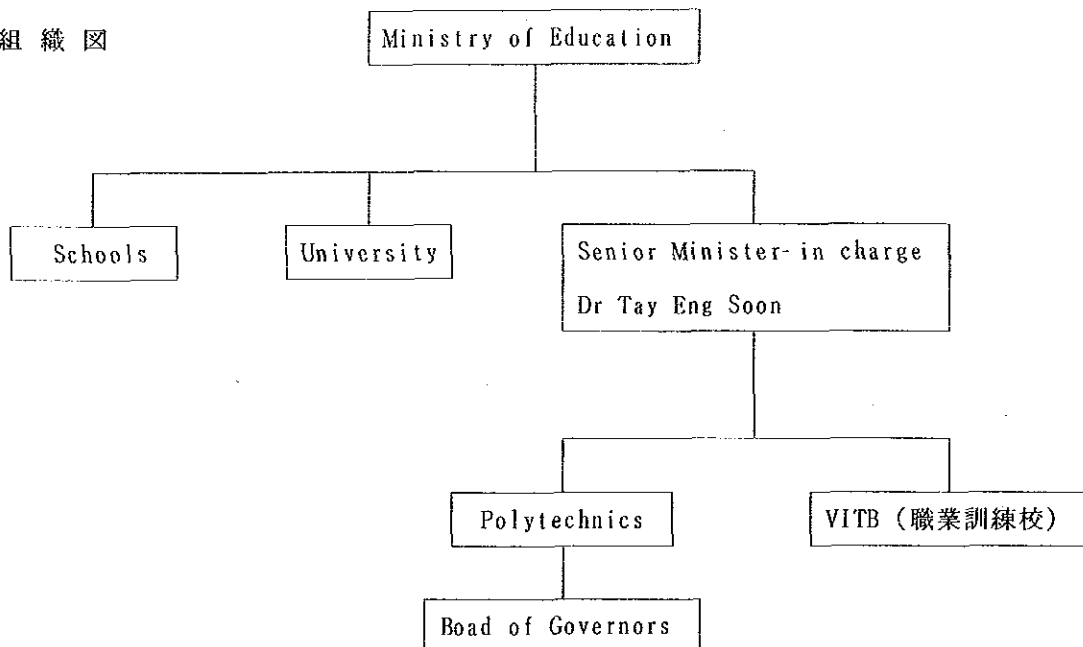 組織図
Ministry of Education
Schools
University
Senior Minister-in charge
Dr Tay Eng Soon
Polytechnics
VITB (職業訓練校)
Boad of Governors